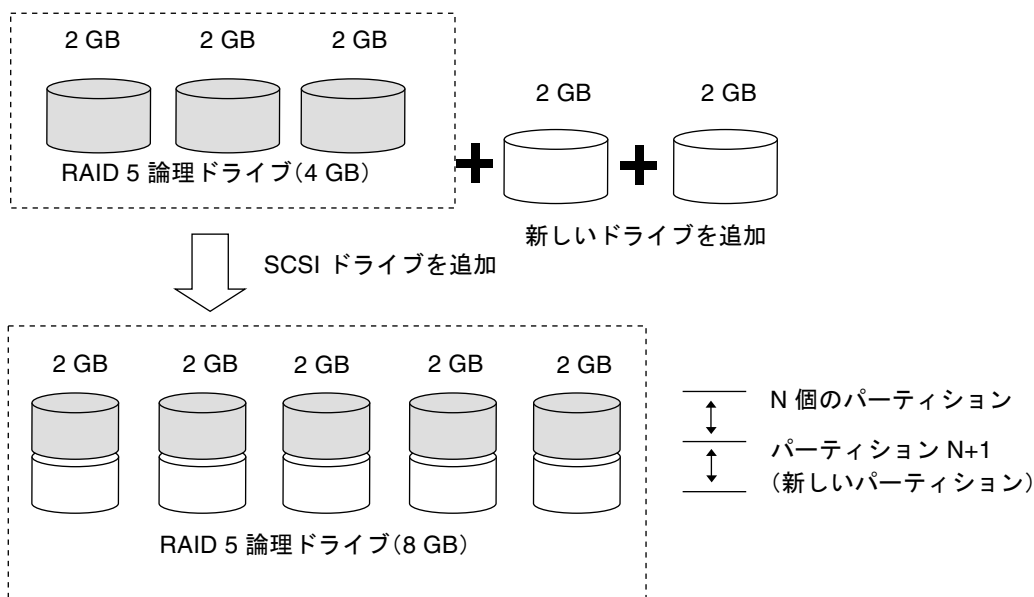 2 GB 2 GB 2 GB
2 GB 2 GB
RAID 5 論理ドライブ(4 GB)
新しいドライブを追加
SCSI ドライブを追加
2 GB 2 GB 2 GB 2 GB 2 GB
N 個のパーティション
パーティション N+1
(新しいパーティション)
RAID 5 論理ドライブ(8 GB)